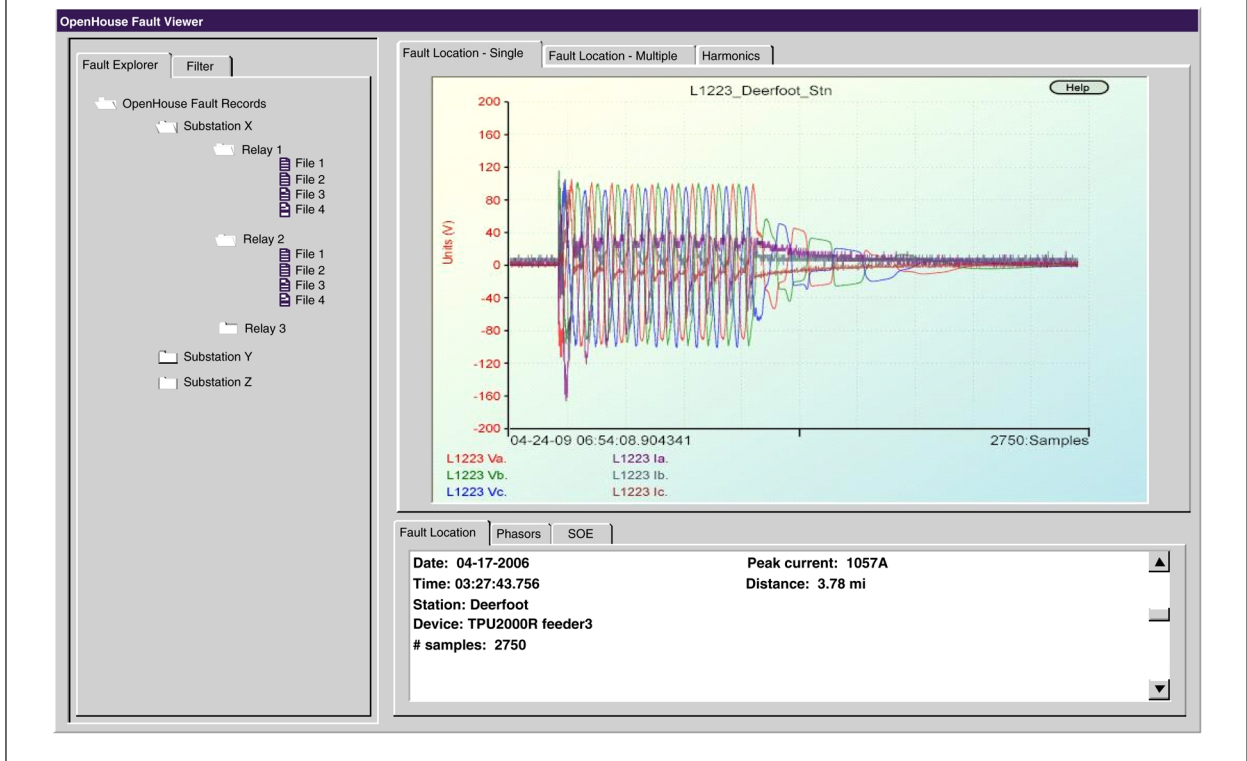 OpenHouse Fault Viewer
Fault Explorer
Filter
OpenHouse Fault Records
Substation X
Relay 1
File 1
File 2
File 3
File 4
Relay 2
File 1
File 2
File 3
File 4
Relay 3
Substation Y
Substation Z
Fault Location - Single
Fault Location - Multiple
Harmonics
L1223_Deerfoot_Stn
Help
Units (V)
200
160
120
80
40
0
-40
-80
-120
-160
-200
04-24-09 06:54:08.904341
2750:Samples
L1223 Va.
L1223 Ia.
L1223 Vb.
L1223 Ib.
L1223 Vc.
L1223 Ic.
Fault Location
Phasors
SOE
Date: 04-17-2006
Peak current: 1057A
Time: 03:27:43.756
Distance: 3.78 mi
Station: Deerfoot
Device: TPU2000R feeder3
# samples: 2750